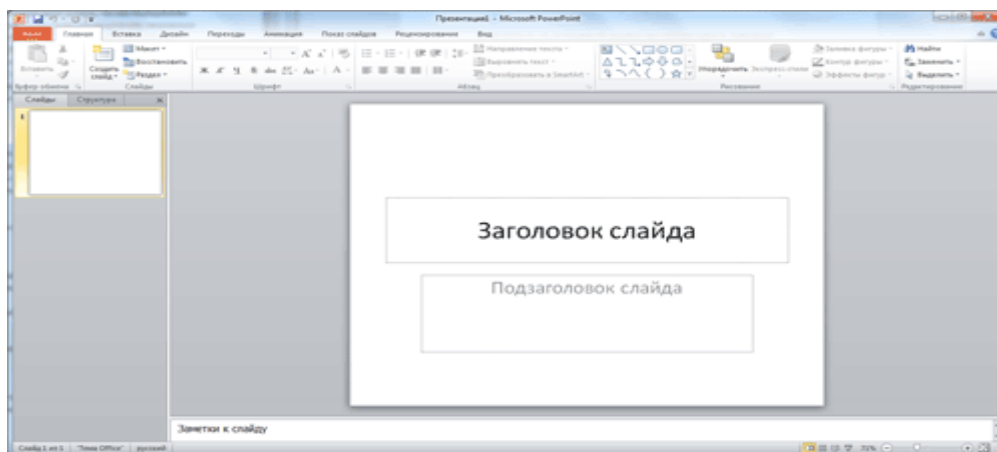 Презентация1 - Microsoft PowerPoint
Файл Главная Вставка Дизайн Переходы Анимация Показ слайдов Рецензирование Вид
Вставить
Создать слайд
Макет
Восстановить
Раздел
Направление текста
Выровнять текст
Преобразовать в SmartArt
Упорядочить
Экспресс-стили
Заливка фигуры
Контур фигуры
Эффекты фигур
Найти
Заменить
Выделить
Буфер обмена Слайды Шрифт Абзац Рисование Редактирование
Слайды Структура
1
Заголовок слайда
Подзаголовок слайда
Заметки к слайду
Слайд 1 из 1 "Тема Office" русский 71%